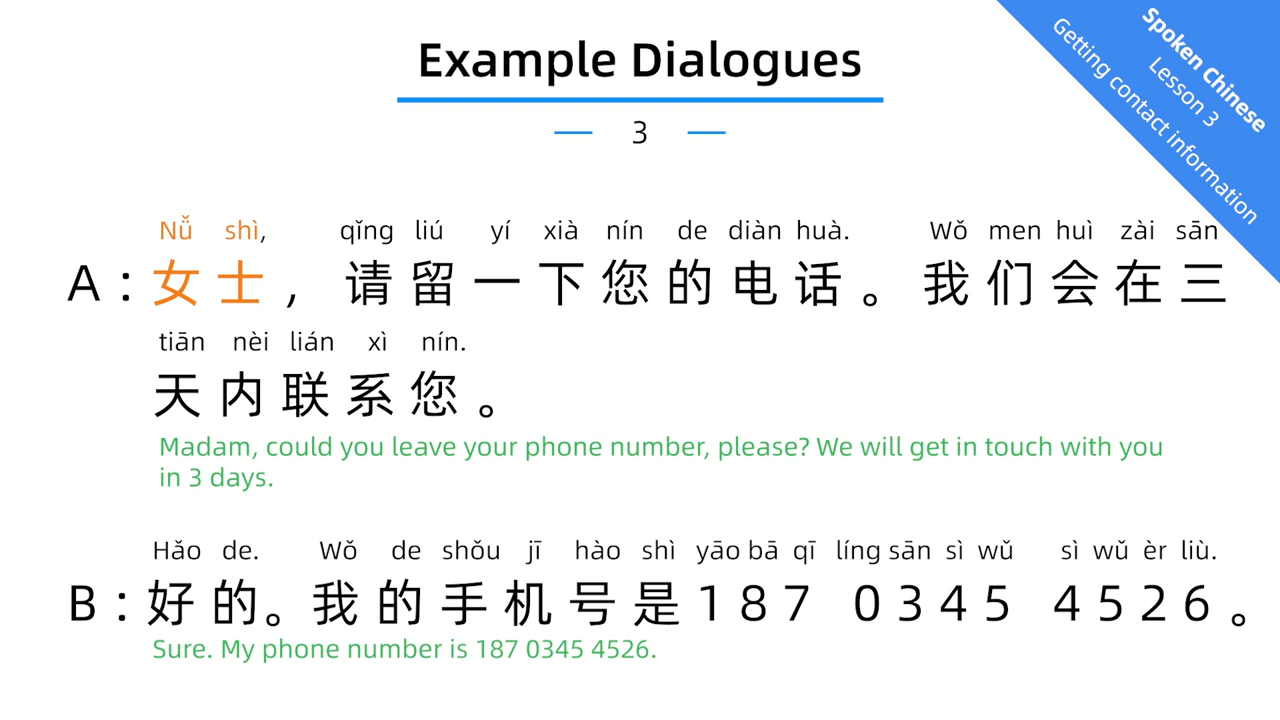 Example Dialogues
3
Spoken Chinese
Lesson 3
Getting contact information
Nǚ shì, qǐng liú yí xià nín de diàn huà. Wǒ men huì zài sān
A：女士，请留一下您的电话。我们会在三
tiān nèi lián xì nín.
天内联系您。
Madam, could you leave your phone number, please? We will get in touch with you
in 3 days.
Hǎo de. Wǒ de shǒu jī hào shì yāo bā qī líng sān sì wǔ sì wǔ èr liù.
B：好的。我的手机号是187 0345 4526。
Sure. My phone number is 187 0345 4526.